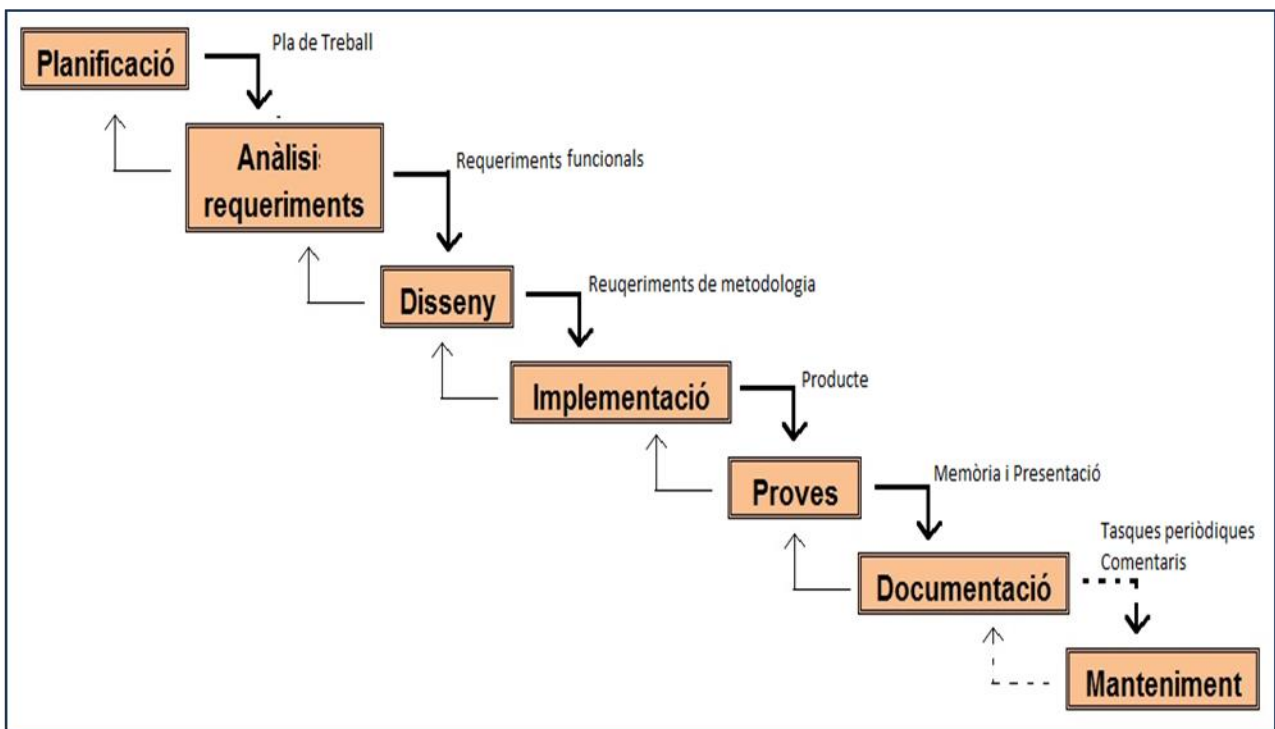 Planificació
Pla de Treball
Anàlisi
requeriments
Requeriments funcionals
Disseny
Reuqeriments de metodologia
Implementació
Producte
Proves
Memòria i Presentació
Documentació
Tasques periòdiques
Comentaris
Manteniment